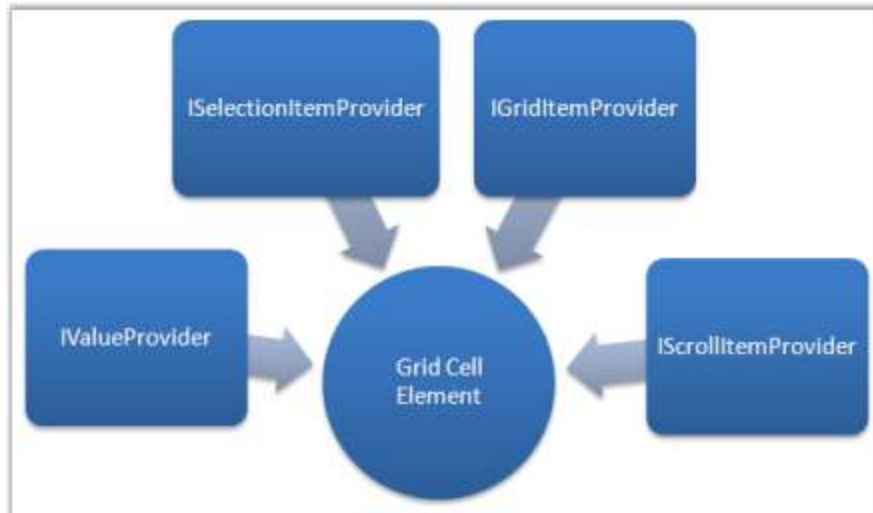 ISelectionItemProvider
IGridItemProvider
IValueProvider
IScrollItemProvider
Grid Cell
Element